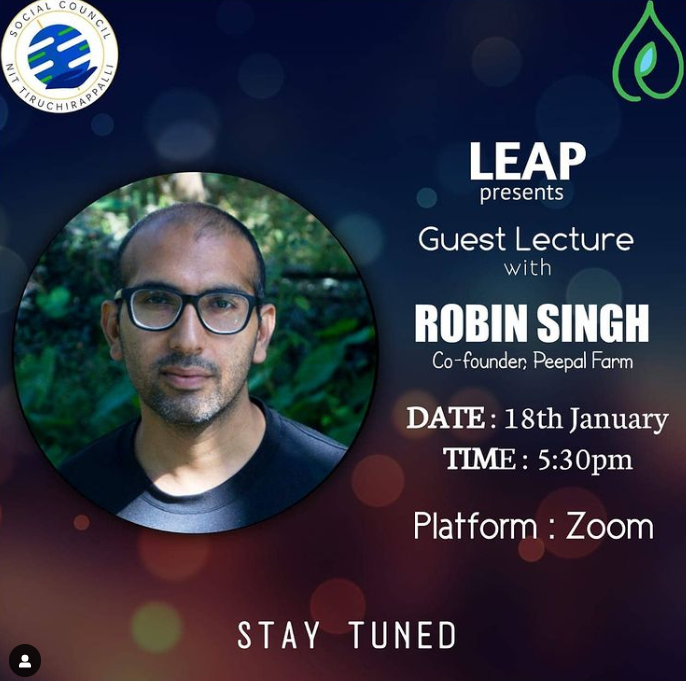 SOCIAL COUNCIL
NIT TIRUCHIRAPPALLI
LEAP
presents
Guest Lecture
with
ROBIN SINGH
Co-founder, Peepal Farm
DATE : 18th January
TIME : 5:30pm
Platform : Zoom
STAY TUNED